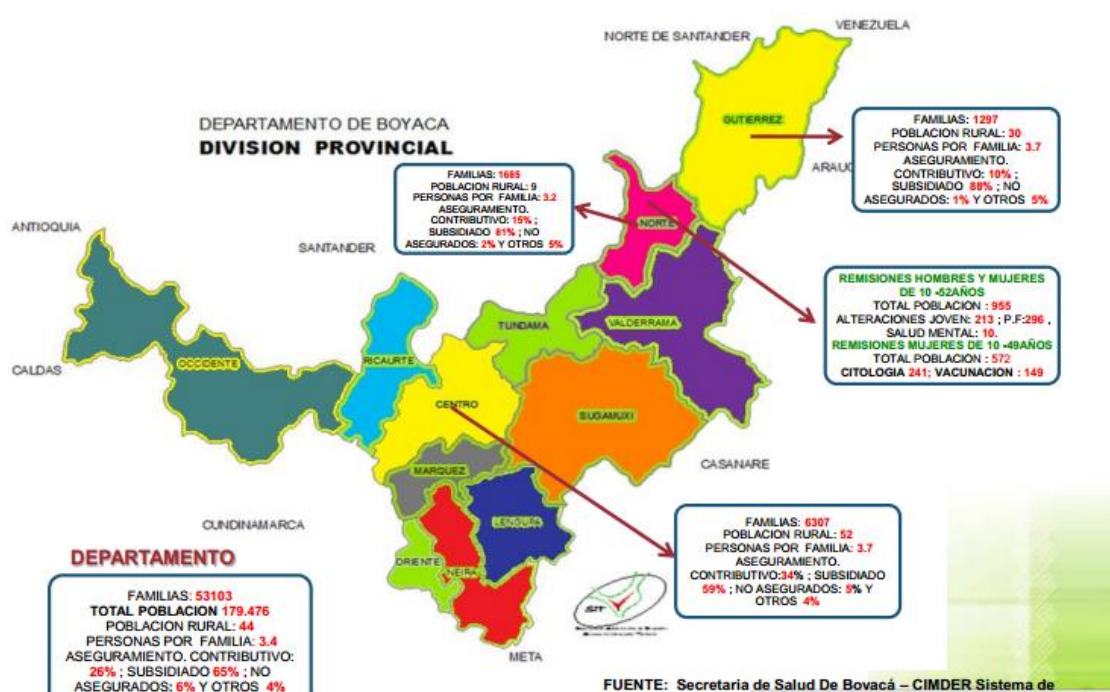 VENEZUELA
NORTE DE SANTANDER
DEPARTAMENTO DE BOYACA
DIVISION PROVINCIAL
GUTIERREZ
FAMILIAS: 1297
POBLACION RURAL: 30
PERSONAS POR FAMILIA: 3.7
ASEGURAMIENTO.
CONTRIBUTIVO: 10% ;
SUBSIDIADO 88% ; NO
ASEGURADOS: 1% Y OTROS 5%
ARAUC
FAMILIAS: 1685
POBLACION RURAL: 9
PERSONAS POR FAMILIA: 3.2
ASEGURAMIENTO.
CONTRIBUTIVO: 15% ;
SUBSIDIADO 81% ; NO
ASEGURADOS: 2% Y OTROS 5%
NORTE
ANTIOQUIA
SANTANDER
REMISIONES HOMBRES Y MUJERES
DE 10 -52AÑOS
TOTAL POBLACION : 955
ALTERACIONES JOVEN: 213 ; P.F:296 ,
SALUD MENTAL: 10.
REMISIONES MUJERES DE 10 -49AÑOS
TOTAL POBLACION : 572
CITOLOGIA 241; VACUNACION : 149
TUNDAMA
VALDERRAMA
OCCIDENTE
RICAURTE
CALDAS
CENTRO
SUGAMUXI
CASANARE
MARQUEZ
LENGUPA
CUNDINAMARCA
ORIENTE
NEIRA
FAMILIAS: 6307
POBLACION RURAL: 52
PERSONAS POR FAMILIA: 3.7
ASEGURAMIENTO.
CONTRIBUTIVO:34% ; SUBSIDIADO
59% ; NO ASEGURADOS: 5% Y
OTROS 4%
DEPARTAMENTO
FAMILIAS: 53103
TOTAL POBLACION 179.476
POBLACION RURAL: 44
PERSONAS POR FAMILIA: 3.4
ASEGURAMIENTO. CONTRIBUTIVO:
26% ; SUBSIDIADO 65% ; NO
ASEGURADOS: 6% Y OTROS 4%
SIT
META
FUENTE: Secretaria de Salud De Boyacá – CIMDER Sistema de